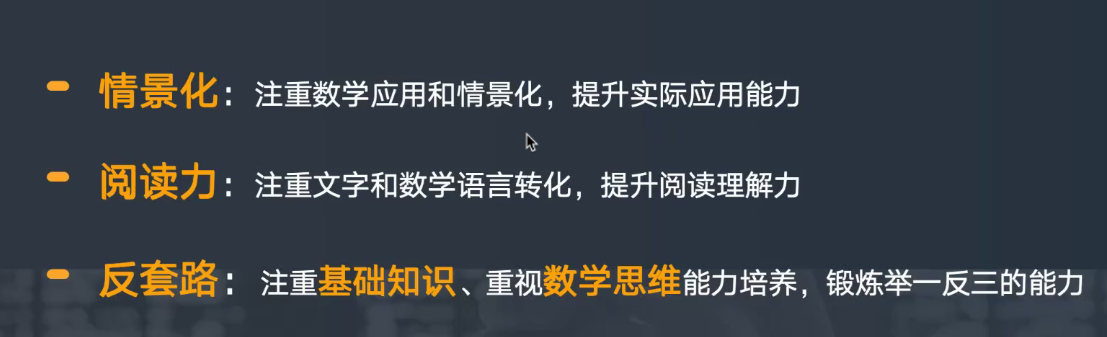 情景化：注重数学应用和情景化，提升实际应用能力
阅读力：注重文字和数学语言转化，提升阅读理解力
反套路：注重基础知识、重视数学思维能力培养，锻炼举一反三的能力